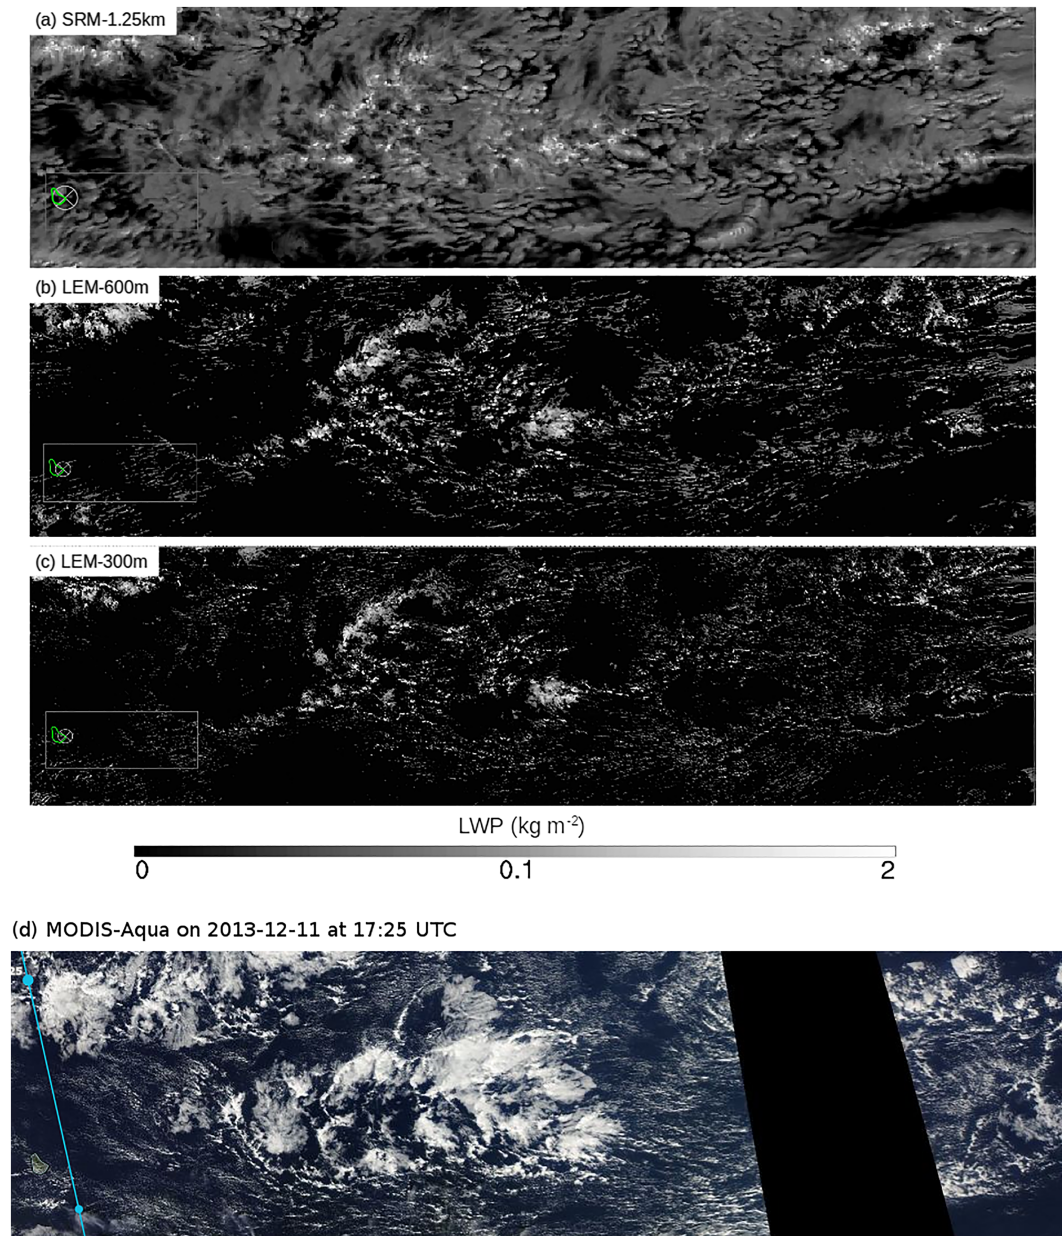 (a) SRM-1.25km
(b) LEM-600m
(c) LEM-300m
LWP (kg m-2)
0 0.1 2
(d) MODIS-Aqua on 2013-12-11 at 17:25 UTC
25